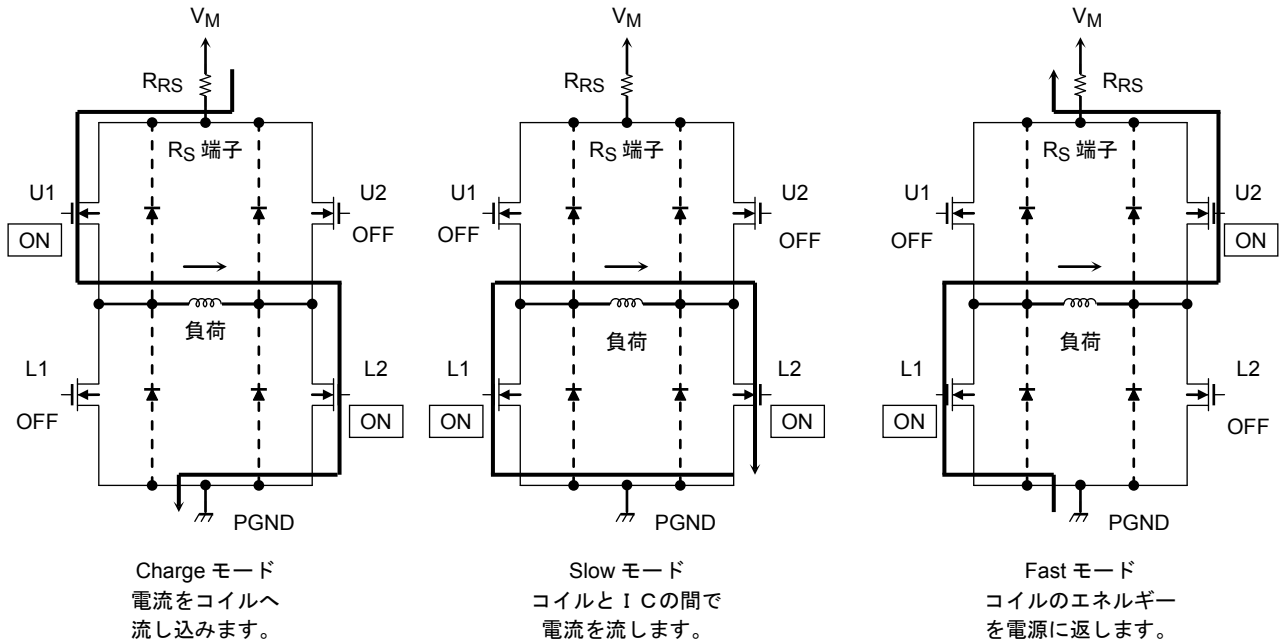 VM
RRS
RS 端子
U1
U2
ON
OFF
負荷
L1
L2
OFF
ON
PGND
Charge モード
電流をコイルへ
流し込みます。
VM
RRS
RS 端子
U1
U2
OFF
OFF
負荷
L1
L2
ON
ON
PGND
Slow モード
コイルとＩＣの間で
電流を流します。
VM
RRS
RS 端子
U1
U2
OFF
ON
負荷
L1
L2
ON
OFF
PGND
Fast モード
コイルのエネルギー
を電源に返します。